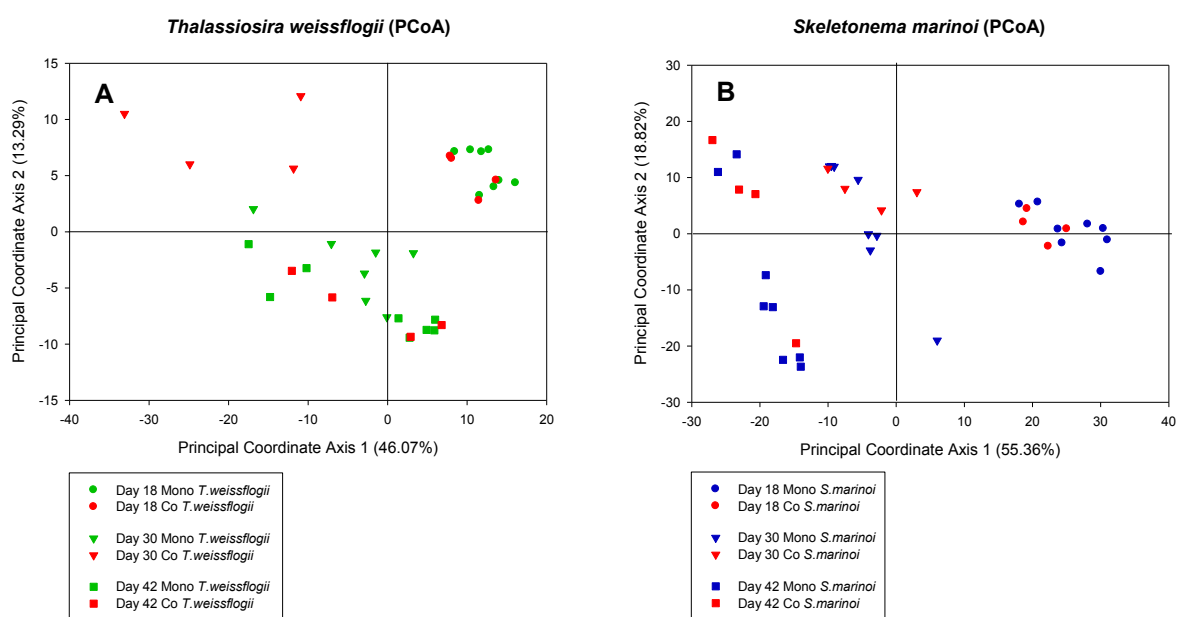 Thalassiosira weissflogii (PCoA)
A
Principal Coordinate Axis 2 (13.29%)
15
10
5
0
-5
-10
-15
-40
-30
-20
-10
0
10
20
Principal Coordinate Axis 1 (46.07%)
Day 18 Mono T.weissflogii
Day 18 Co T.weissflogii
Day 30 Mono T.weissflogii
Day 30 Co T.weissflogii
Day 42 Mono T.weissflogii
Day 42 Co T.weissflogii
Skeletonema marinoi (PCoA)
B
Principal Coordinate Axis 2 (18.82%)
30
20
10
0
-10
-20
-30
-30
-20
-10
0
10
20
30
40
Principal Coordinate Axis 1 (55.36%)
Day 18 Mono S.marinoi
Day 18 Co S.marinoi
Day 30 Mono S.marinoi
Day 30 Co S.marinoi
Day 42 Mono S.marinoi
Day 42 Co S.marinoi